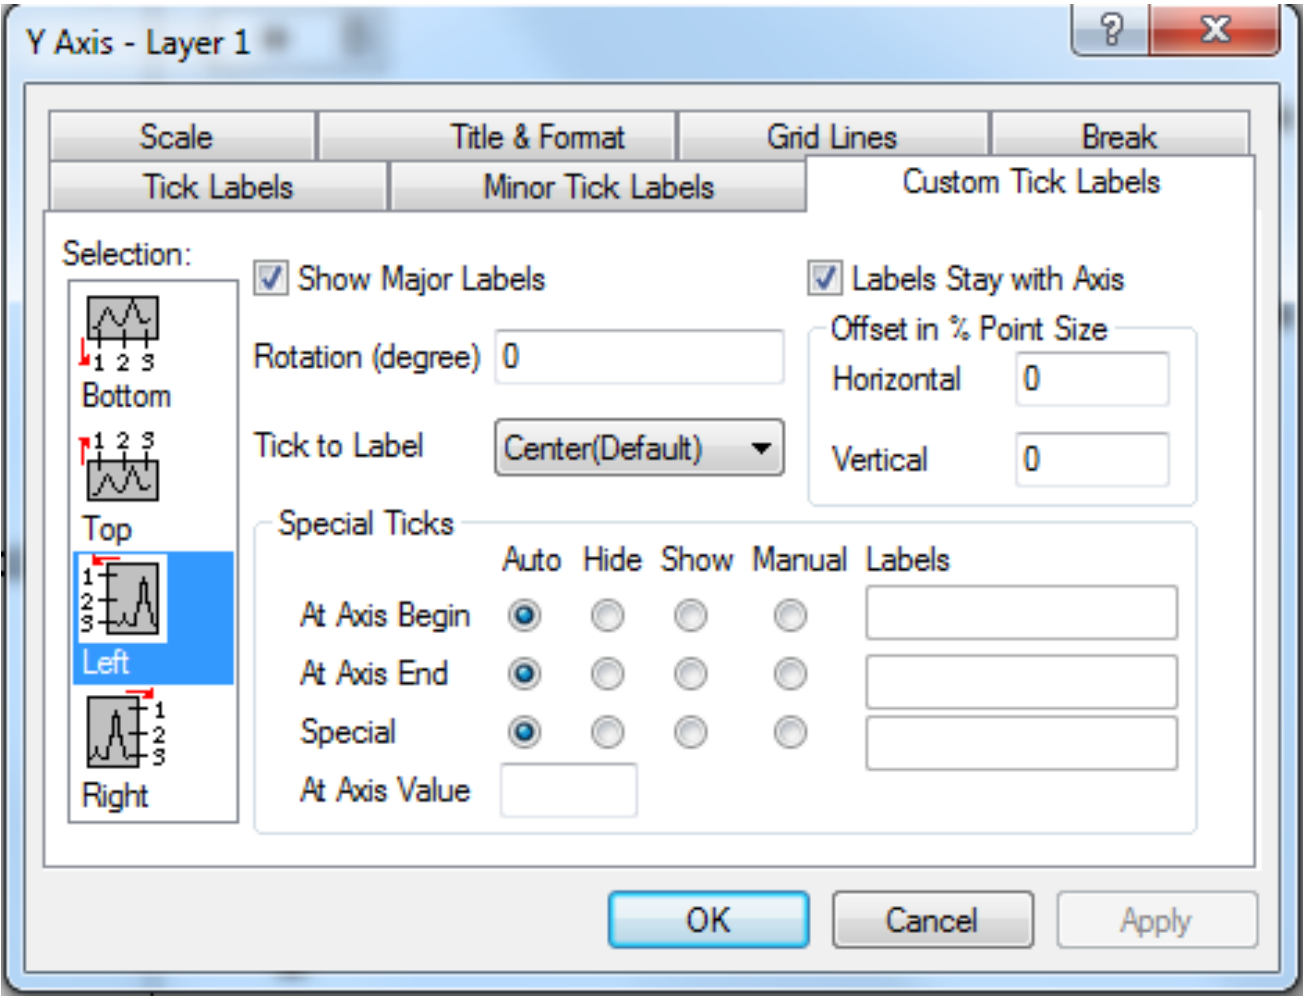 Y Axis - Layer 1
Scale Title & Format Grid Lines Break
Tick Labels Minor Tick Labels Custom Tick Labels
Selection:
1 2 3
Bottom
1 2 3
Top
1
2
3
Left
1
2
3
Right
Show Major Labels
Rotation (degree) 0
Tick to Label Center(Default)
Labels Stay with Axis
Offset in % Point Size
Horizontal 0
Vertical 0
Special Ticks
Auto Hide Show Manual Labels
At Axis Begin
At Axis End
Special
At Axis Value
OK Cancel Apply